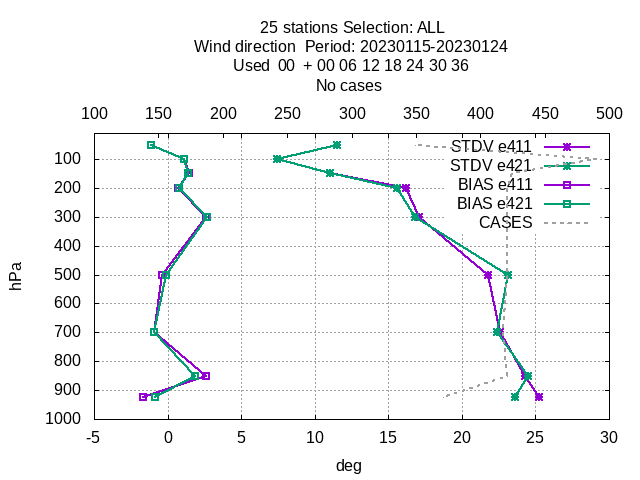 25 stations Selection: ALL
Wind direction  Period: 20230115-20230124
Used  00  + 00 06 12 18 24 30 36
No cases
100 150 200 250 300 350 400 450 500
STDV e411
STDV e421
BIAS e411
BIAS e421
CASES
hPa
100
200
300
400
500
600
700
800
900
1000
-5 0 5 10 15 20 25 30
deg